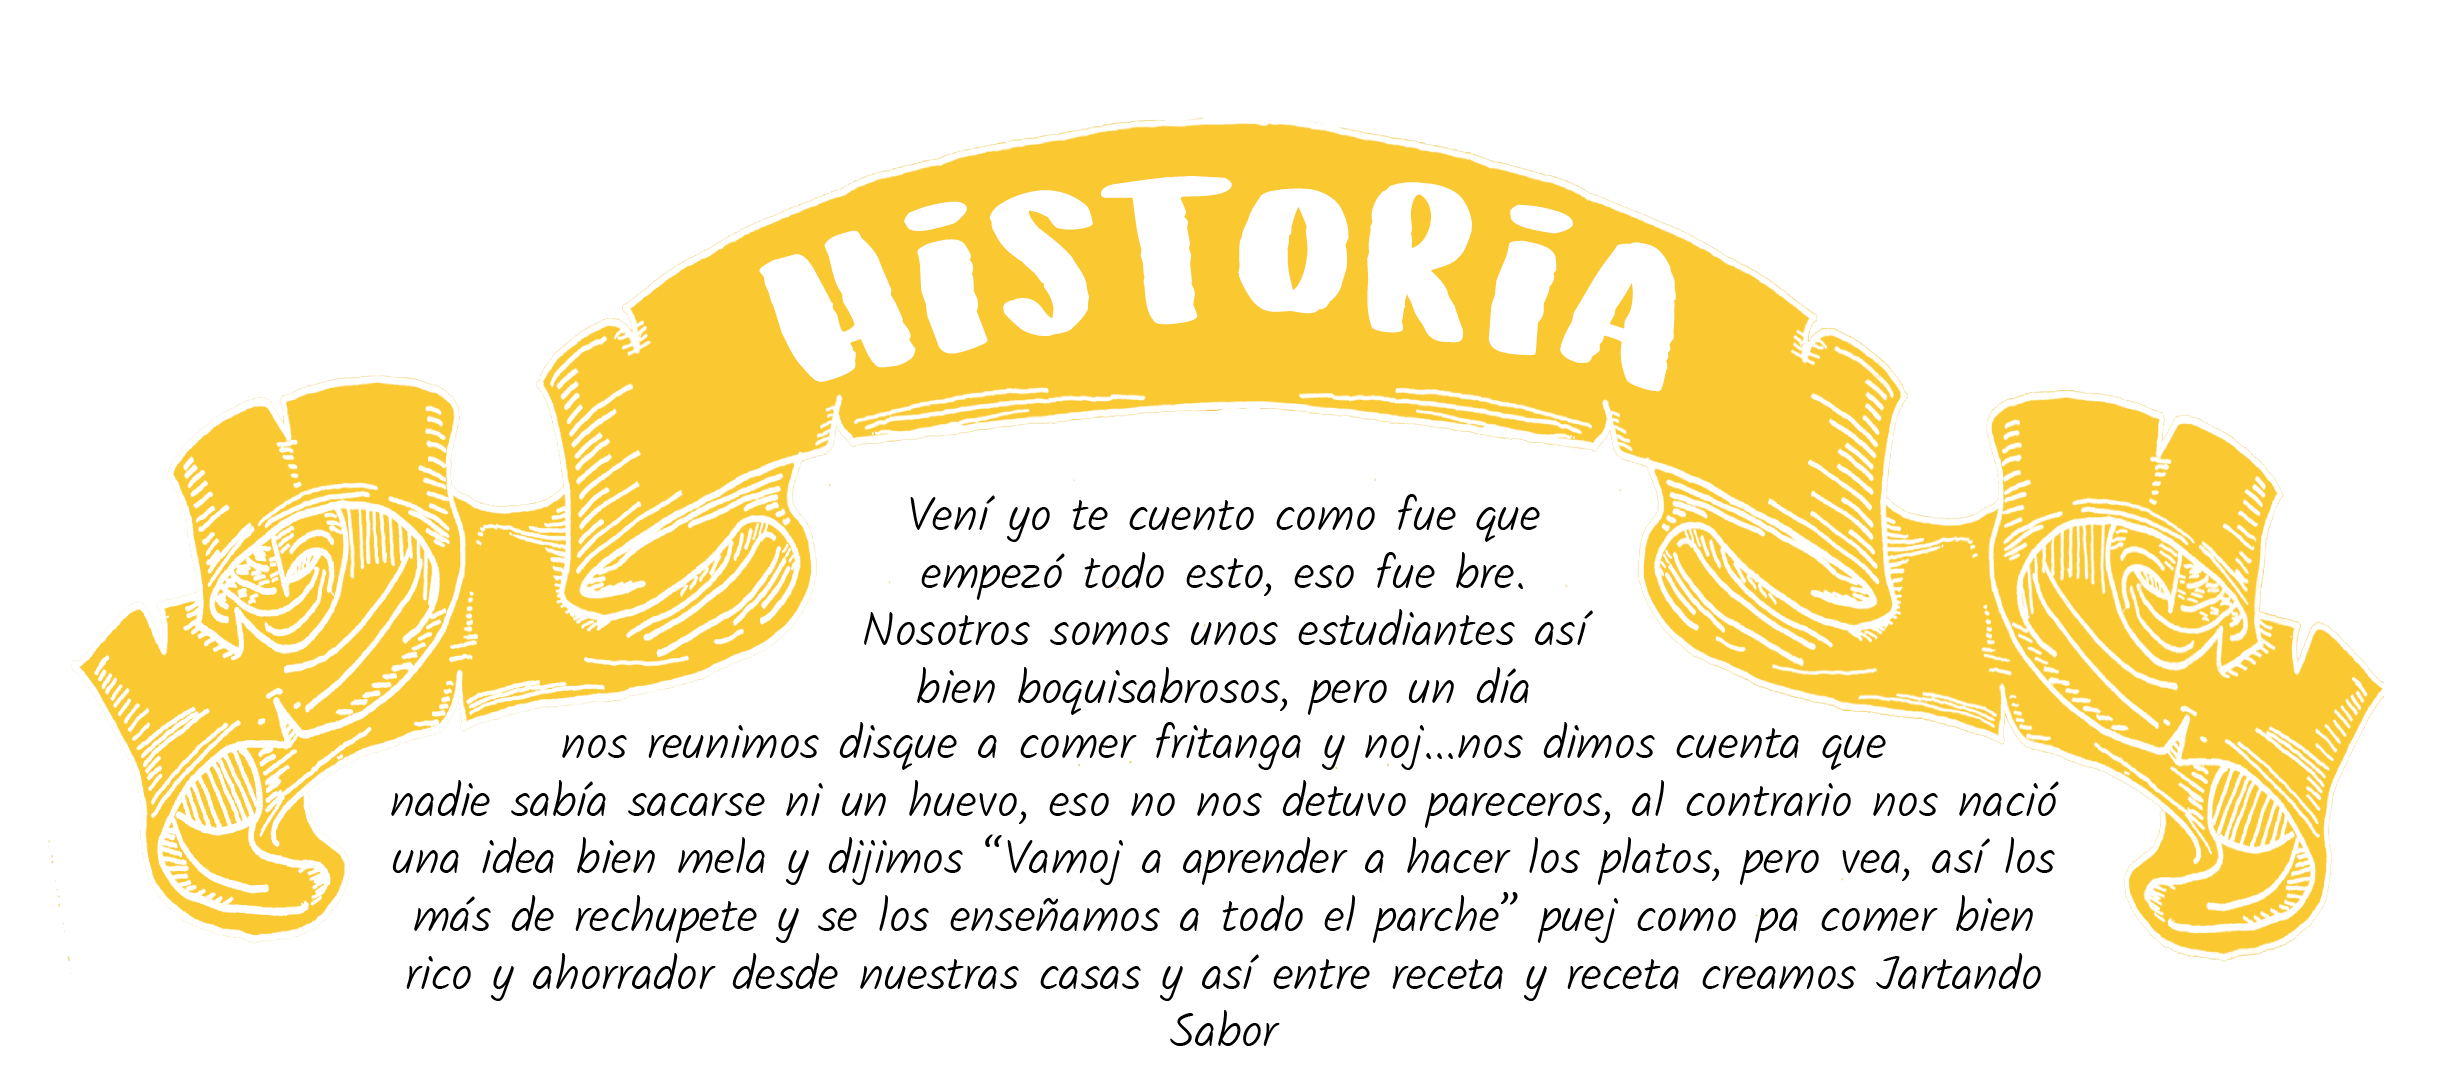 HiSTORiA
Vení yo te cuento como fue que
empezó todo esto, eso fue bre.
Nosotros somos unos estudiantes así
bien boquisabrosos, pero un día
nos reunimos disque a comer fritanga y noj...nos dimos cuenta que
nadie sabía sacarse ni un huevo, eso no nos detuvo pareceros, al contrario nos nació
una idea bien mela y dijimos “Vamoj a aprender a hacer los platos, pero vea, así los
más de rechupete y se los enseñamos a todo el parche” puej como pa comer bien
rico y ahorrador desde nuestras casas y así entre receta y receta creamos Jartando
Sabor